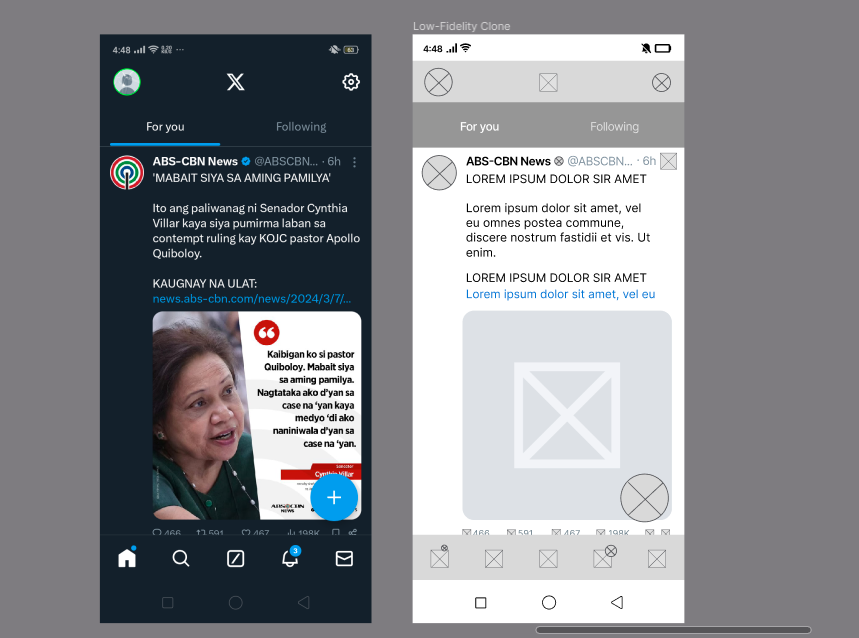 Low-Fidelity Clone
4:48
63
X
For you
Following
ABS-CBN News @ABSCBN... · 6h
'MABAIT SIYA SA AMING PAMILYA'
Ito ang paliwanag ni Senador Cynthia
Villar kaya siya pumirma laban sa
contempt ruling kay KOJC pastor Apollo
Quiboloy.
KAUGNAY NA ULAT:
news.abs-cbn.com/news/2024/3/7/...
Kaibigan ko si pastor
Quiboloy. Mabait siya
sa aming pamilya.
Nagtataka ako d'yan sa
case na 'yan kaya
medyo 'di ako
naniniwala d'yan sa
case na 'yan.
Senator
Cynthia Villar
ABS-CBN
NEWS
466 591 467 198K
3
4:48
For you
Following
ABS-CBN News @ABSCBN... · 6h
LOREM IPSUM DOLOR SIR AMET
Lorem ipsum dolor sit amet, vel
eu omnes postea commune,
discere nostrum fastidii et vis. Ut
enim.
LOREM IPSUM DOLOR SIR AMET
Lorem ipsum dolor sit amet, vel eu
466 591 467 198K